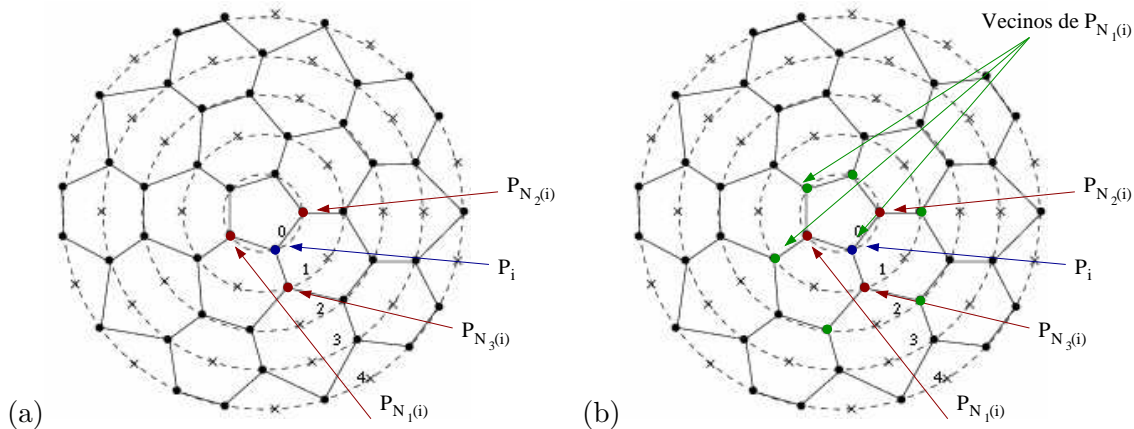 P_{N_2(i)}
0
P_i
1
2
P_{N_3(i)}
3
4
(a)
P_{N_1(i)}
Vecinos de P_{N_1(i)}
P_{N_2(i)}
0
P_i
1
2
P_{N_3(i)}
3
4
(b)
P_{N_1(i)}